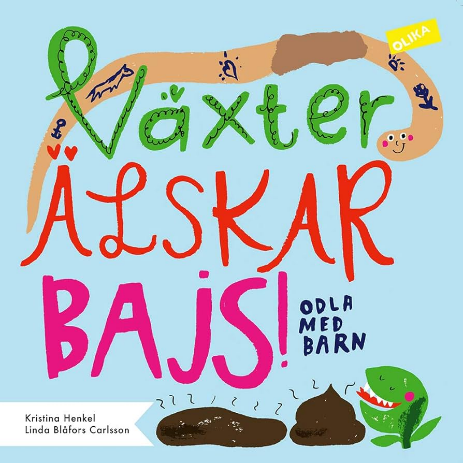 OLIKA
Växter
ÄLSKAR
BAJS!
ODLA
MED
BARN
Kristina Henkel
Linda Blåfors Carlsson